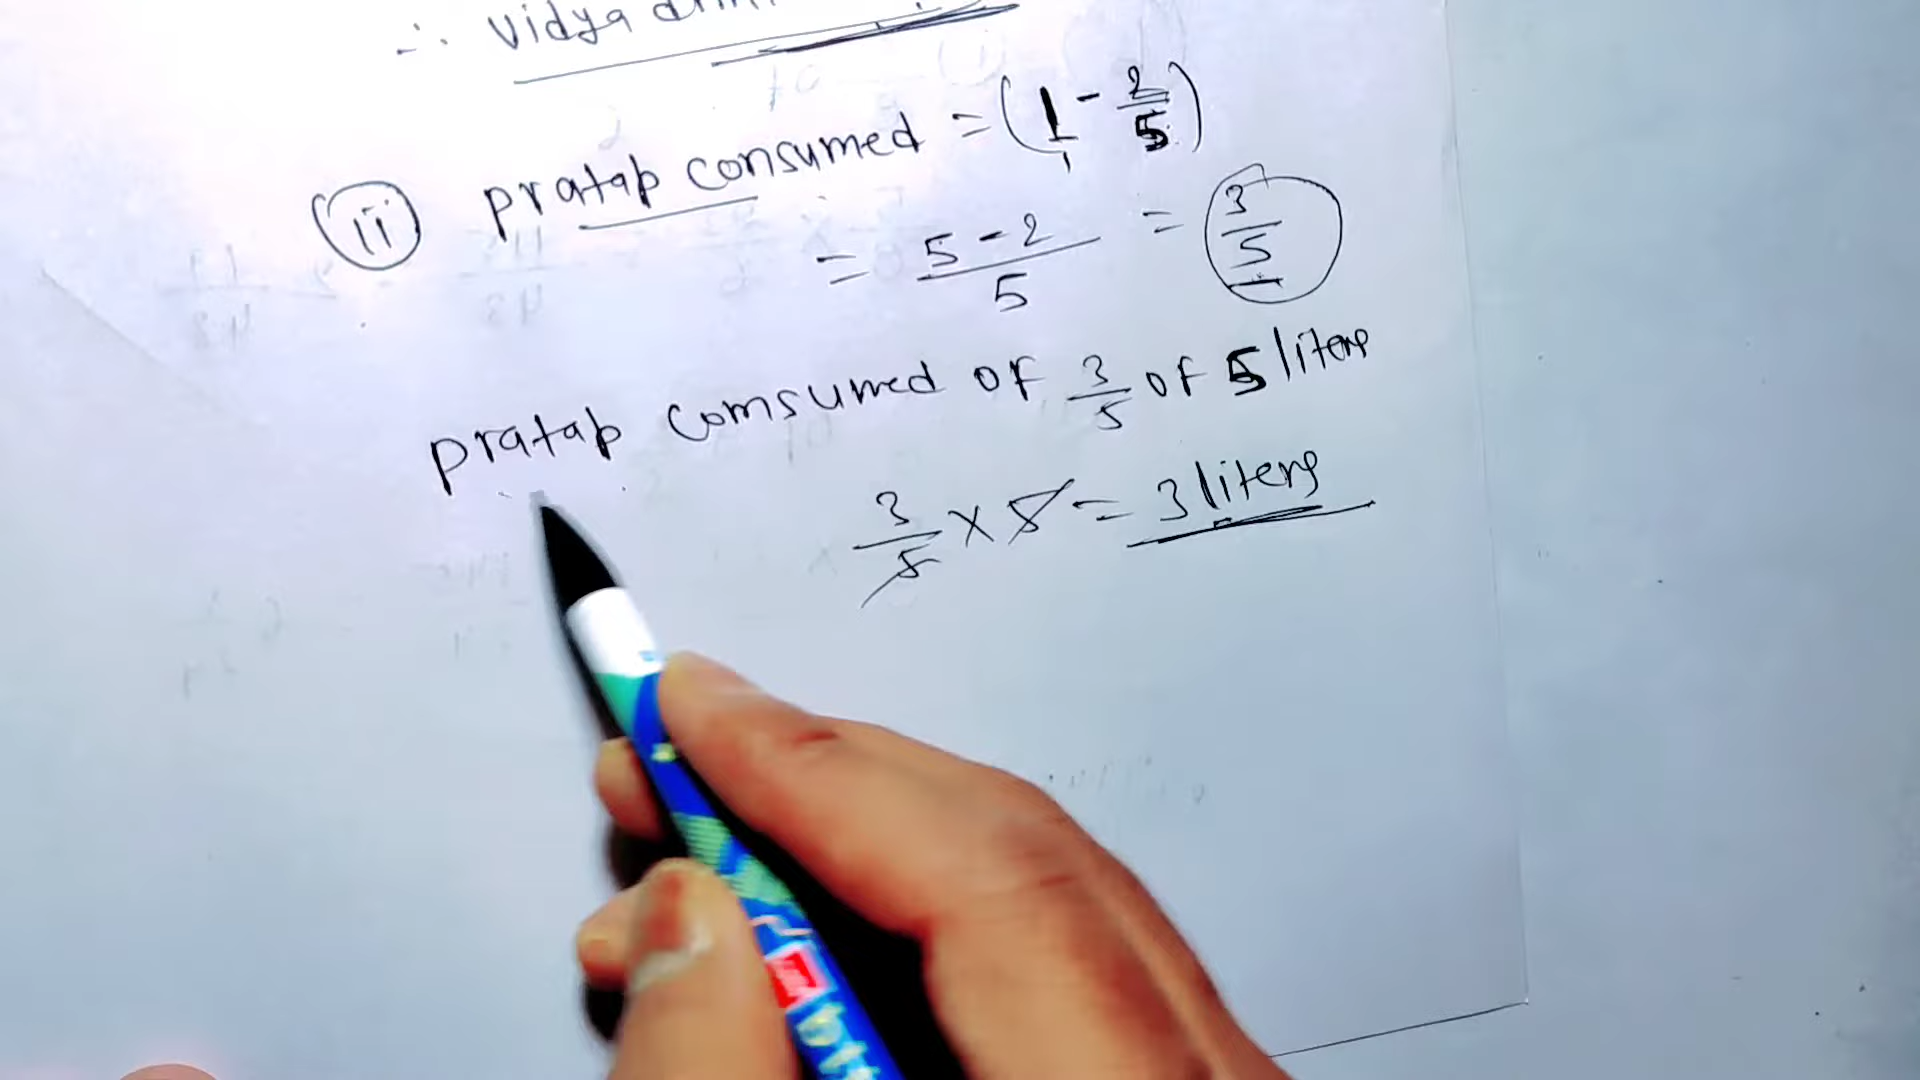 ∴ Vidya
(ii) pratap consumed = (1/1 - 2/5)
= 5-2/5 = 3/5
pratap comsumed of 3/5 of 5 liters
3/5 × 5 = 3 liters